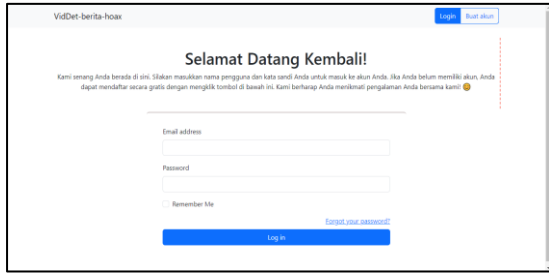 VidDet-berita-hoax
Login Buat akun
Selamat Datang Kembali!
Kami senang Anda berada di sini. Silakan masukkan nama pengguna dan kata sandi Anda untuk masuk ke akun Anda. Jika Anda belum memiliki akun, Anda
dapat mendaftar secara gratis dengan mengklik tombol di bawah ini. Kami berharap Anda menikmati pengalaman Anda bersama kami! 😊
Email address
Password
Remember Me
Forgot your password?
Log in